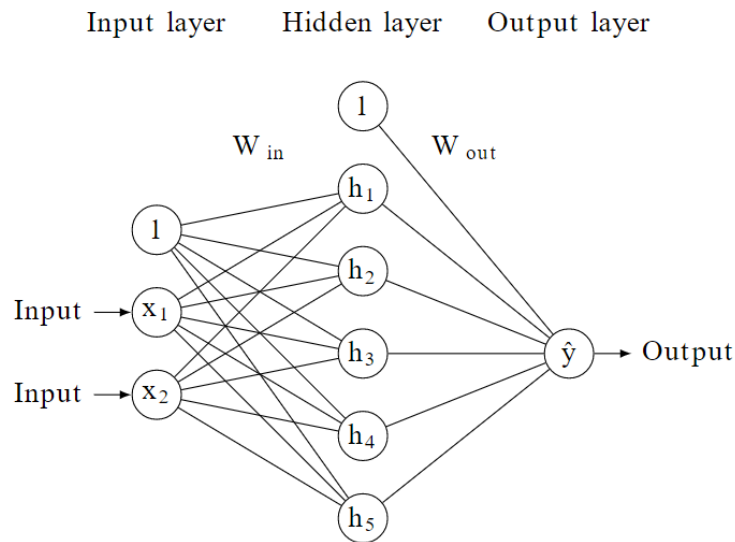 Input layer Hidden layer Output layer
1
W in W out
h1
1
h2
Input x1
h3 ŷ Output
Input x2
h4
h5